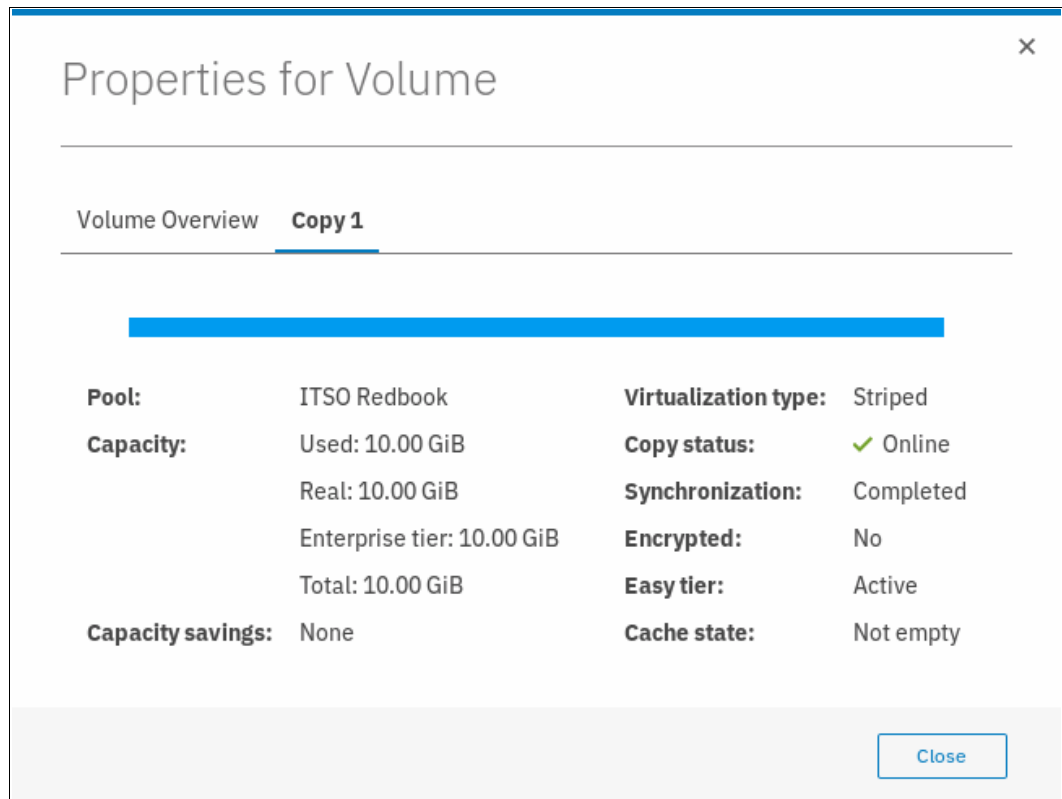 Properties for Volume
×
Volume Overview Copy 1
Pool: ITSO Redbook Virtualization type: Striped
Capacity: Used: 10.00 GiB Copy status: ✓ Online
Real: 10.00 GiB Synchronization: Completed
Enterprise tier: 10.00 GiB Encrypted: No
Total: 10.00 GiB Easy tier: Active
Capacity savings: None Cache state: Not empty
Close